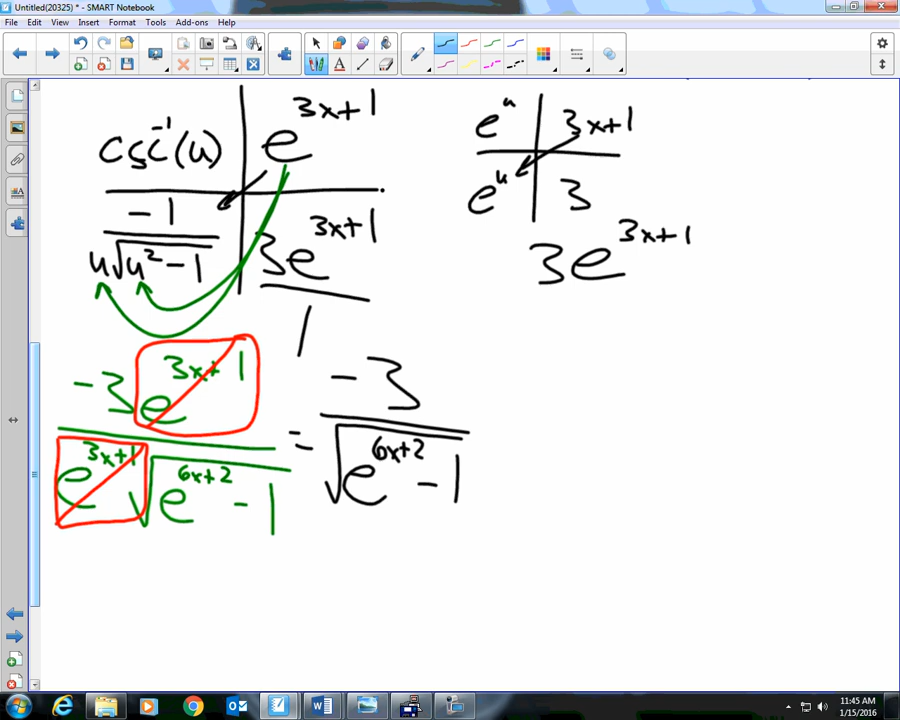 Untitled(20325) * - SMART Notebook
File Edit View Insert Format Tools Add-ons Help
csc⁻¹(u) | e^(3x+1)
-1/(u√(u²-1)) | 3e^(3x+1)/1
e^u | 3x+1
e^u | 3
3e^(3x+1)
-3e^(3x+1)/(e^(3x+1)√(e^(6x+2)-1)) = -3/√(e^(6x+2)-1)
11:45 AM
1/15/2016